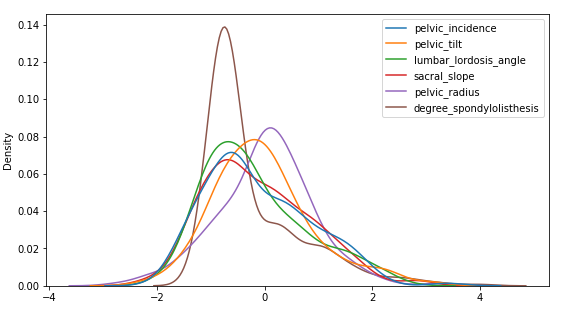 0.14
0.12
0.10
0.08
0.06
0.04
0.02
0.00
Density
−4
−2
0
2
4
pelvic_incidence
pelvic_tilt
lumbar_lordosis_angle
sacral_slope
pelvic_radius
degree_spondylolisthesis